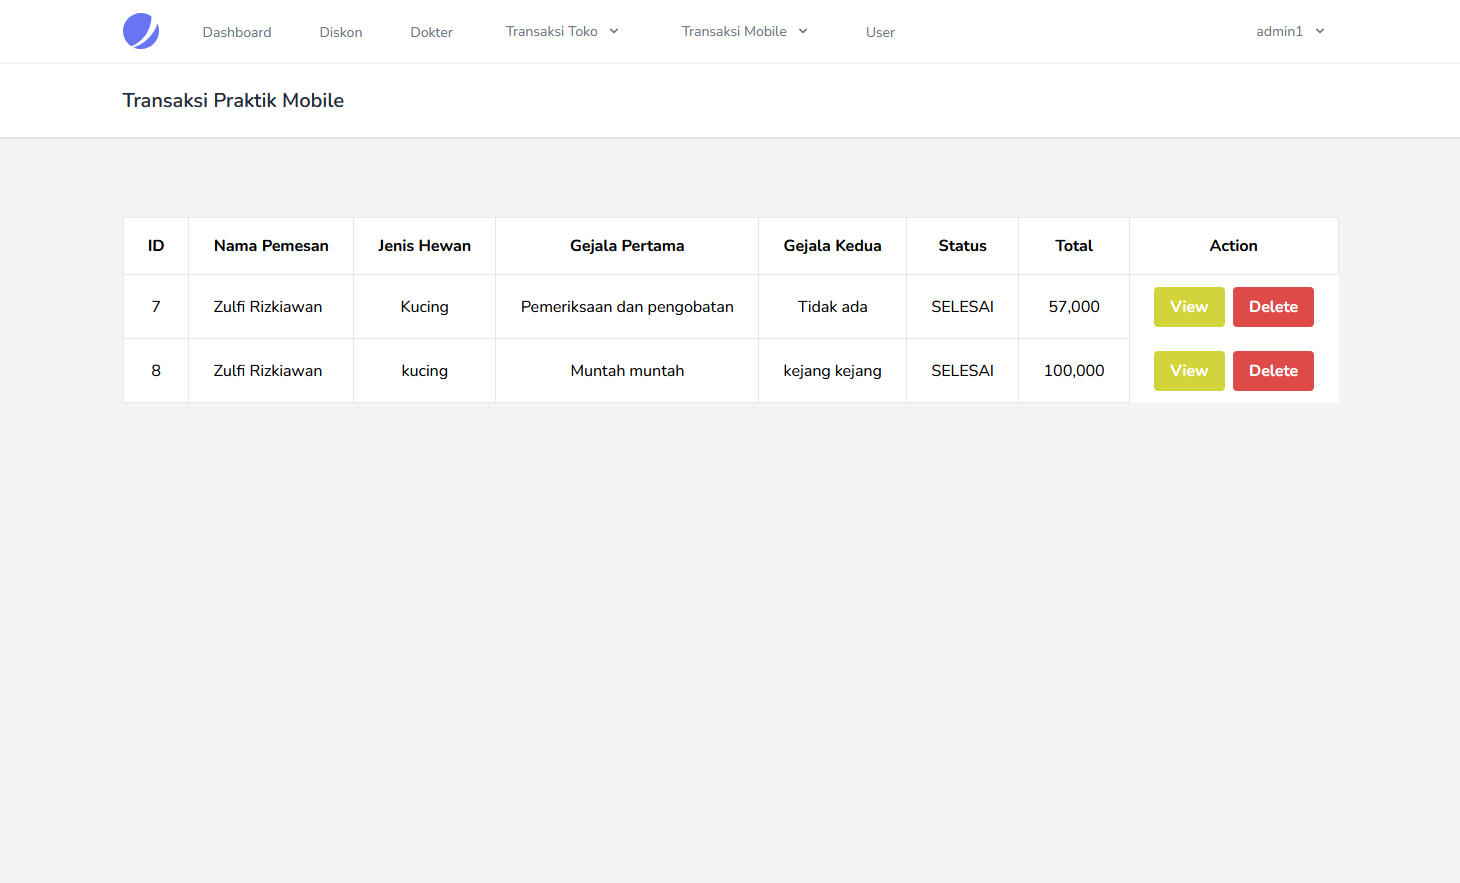 Dashboard Diskon Dokter Transaksi Toko Transaksi Mobile User admin1
Transaksi Praktik Mobile
ID Nama Pemesan Jenis Hewan Gejala Pertama Gejala Kedua Status Total Action
7 Zulfi Rizkiawan Kucing Pemeriksaan dan pengobatan Tidak ada SELESAI 57,000 View Delete
8 Zulfi Rizkiawan kucing Muntah muntah kejang kejang SELESAI 100,000 View Delete